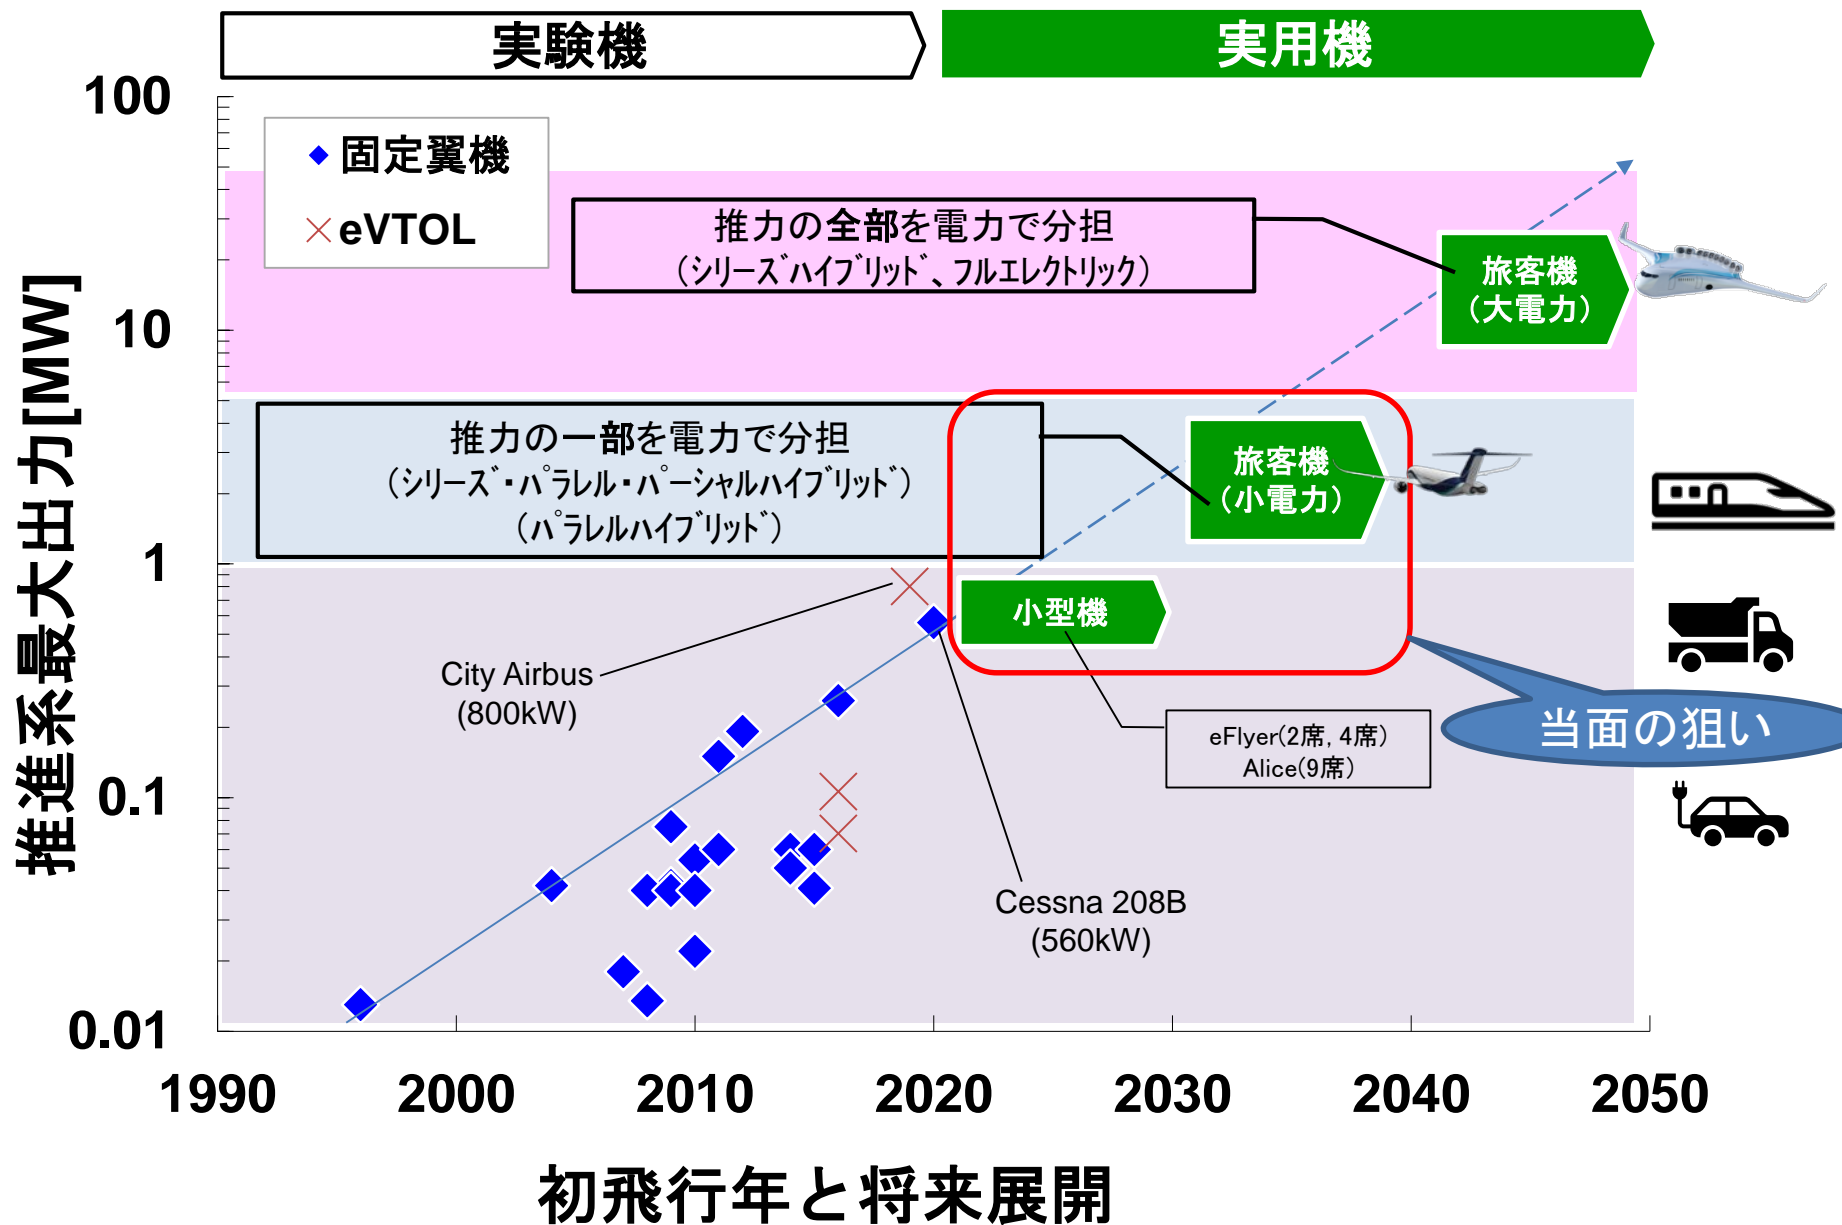 実験機
実用機
推進系最大出力[MW]
100
10
1
0.1
0.01
固定翼機
eVTOL
推力の全部を電力で分担
(シリーズハイブリッド、フルエレクトリック)
旅客機
(大電力)
推力の一部を電力で分担
(シリーズ・パラレル・パーシャルハイブリッド)
(パラレルハイブリッド)
旅客機
(小電力)
小型機
City Airbus
(800kW)
eFlyer(2席, 4席)
Alice(9席)
当面の狙い
Cessna 208B
(560kW)
1990
2000
2010
2020
2030
2040
2050
初飛行年と将来展開